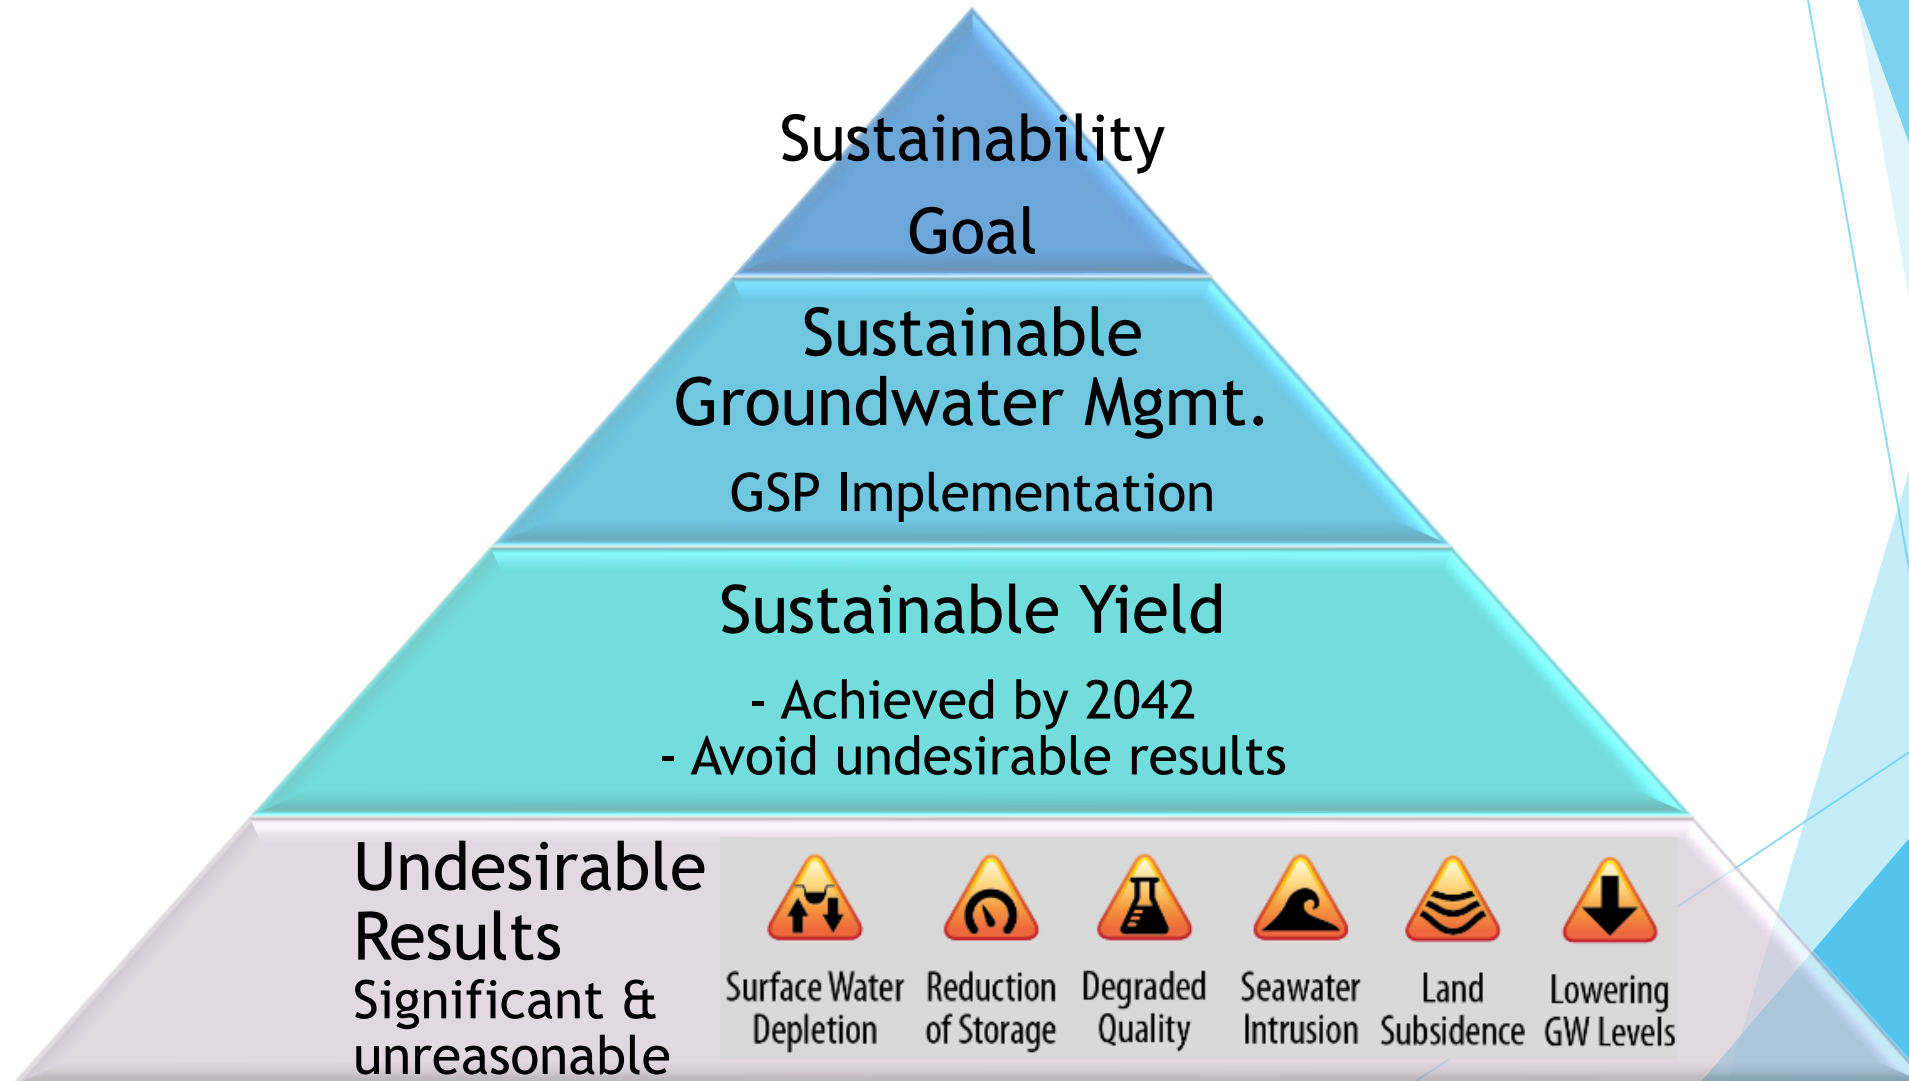 Sustainability
Goal
Sustainable
Groundwater Mgmt.
GSP Implementation
Sustainable Yield
- Achieved by 2042
- Avoid undesirable results
Undesirable
Results
Significant &
unreasonable
Surface Water
Depletion
Reduction
of Storage
Degraded
Quality
Seawater
Intrusion
Land
Subsidence
Lowering
GW Levels